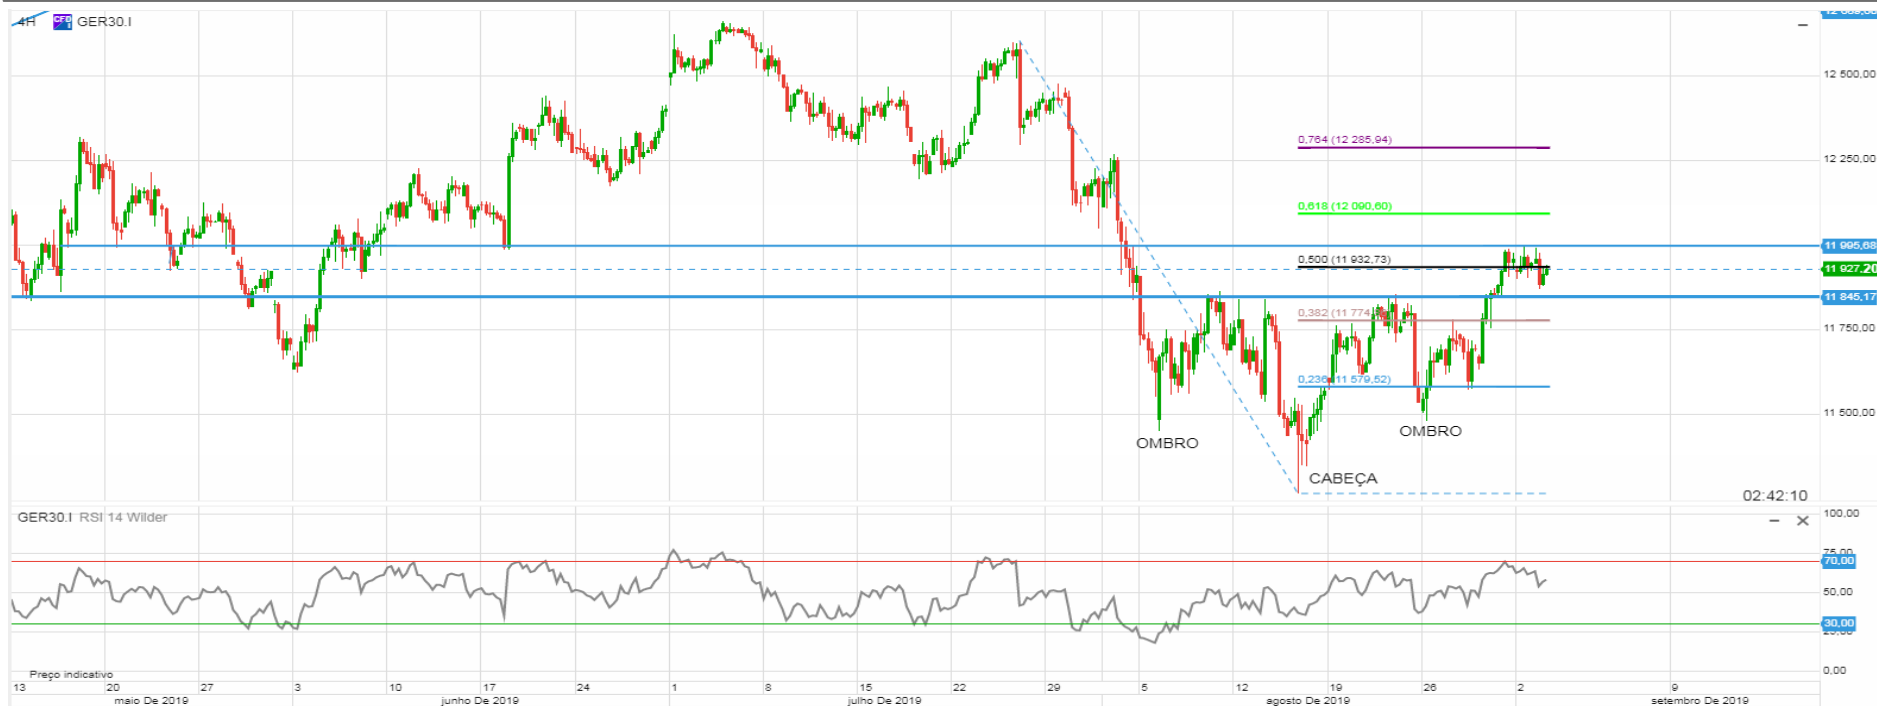 4H CFD GER30.I
12 500,00
0,764 (12 285,94)
12 250,00
0,618 (12 090,60)
11 995,68
0,500 (11 932,73)
11 927,20
11 845,17
0,382 (11 774,
11 750,00
0,236 (11 579,52)
11 500,00
OMBRO
OMBRO
CABEÇA
02:42:10
GER30.I RSI 14 Wilder
100,00
75,00
70,00
50,00
30,00
25,00
0,00
Preço indicativo
13 20 27 3 10 17 24 1 8 15 22 29 5 12 19 26 2 9
maio De 2019 junho De 2019 julho De 2019 agosto De 2019 setembro De 2019